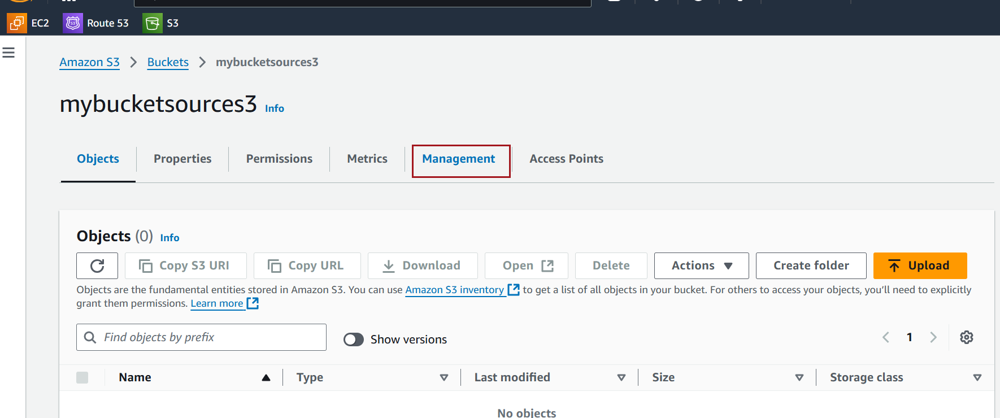 EC2 Route 53 S3
Amazon S3 > Buckets > mybucketsources3
mybucketsources3 Info
Objects Properties Permissions Metrics Management Access Points
Objects (0) Info
Copy S3 URI Copy URL Download Open Delete Actions Create folder Upload
Objects are the fundamental entities stored in Amazon S3. You can use Amazon S3 inventory to get a list of all objects in your bucket. For others to access your objects, you’ll need to explicitly
grant them permissions. Learn more
Find objects by prefix Show versions 1
Name Type Last modified Size Storage class
No objects